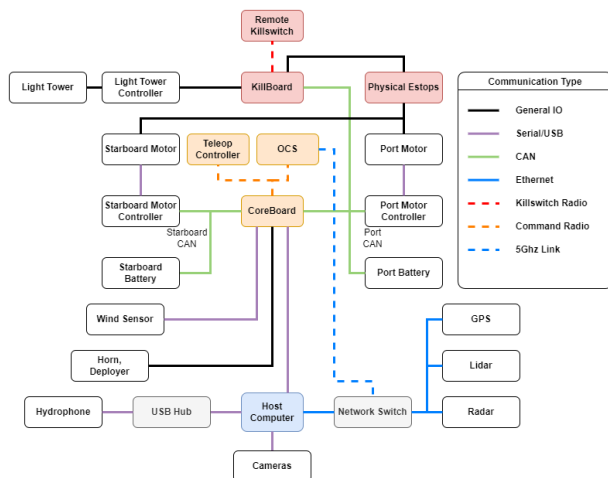 Remote
Killswitch
Light Tower
Light Tower
Controller
KillBoard
Physical Estops
Communication Type
General IO
Serial/USB
CAN
Ethernet
Killswitch Radio
Command Radio
5Ghz Link
Starboard Motor
Teleop
Controller
OCS
Port Motor
Starboard Motor
Controller
CoreBoard
Port Motor
Controller
Starboard
CAN
Port
CAN
Starboard
Battery
Port Battery
Wind Sensor
GPS
Horn,
Deployer
Lidar
Hydrophone
USB Hub
Host
Computer
Network Switch
Radar
Cameras